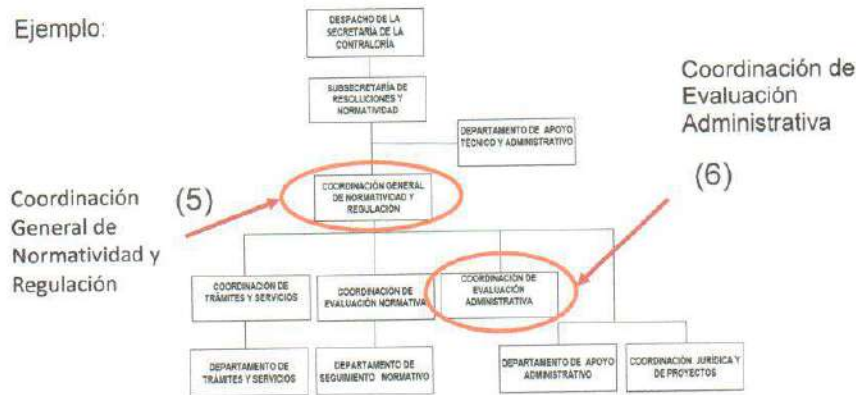 Ejemplo:
DESPACHO DE LA
SECRETARÍA DE LA
CONTRALORÍA
SUBSECRETARÍA DE
RESOLUCIONES Y
NORMATIVIDAD
DEPARTAMENTO DE APOYO
TÉCNICO Y ADMINISTRATIVO
Coordinación de
Evaluación
Administrativa
(6)
Coordinación
General de
Normatividad y
Regulación
(5)
COORDINACIÓN GENERAL
DE NORMATIVIDAD Y
REGULACIÓN
COORDINACIÓN DE
TRÁMITES Y SERVICIOS
COORDINACIÓN DE
EVALUACIÓN NORMATIVA
COORDINACIÓN DE
EVALUACIÓN
ADMINISTRATIVA
DEPARTAMENTO DE
TRÁMITES Y SERVICIOS
DEPARTAMENTO DE
SEGUIMIENTO NORMATIVO
DEPARTAMENTO DE APOYO
ADMINISTRATIVO
COORDINACIÓN JURÍDICA Y
DE PROYECTOS